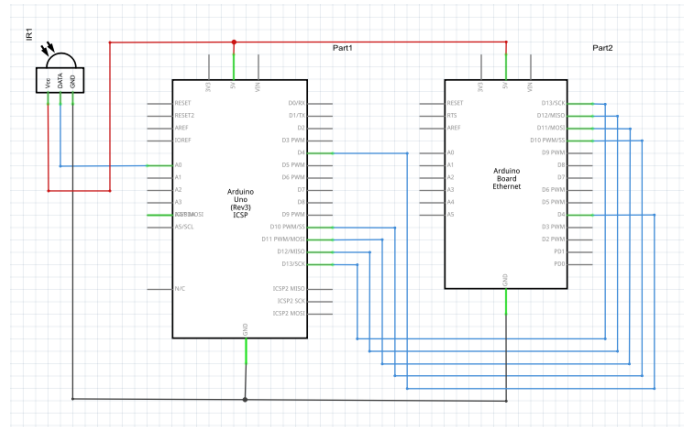 IR1
Vcc
DATA
GND
Part1
3V3
5V
VIN
RESET
RESET2
AREF
IOREF
A0
A1
A2
A3
A5/SCL
N/C
Arduino
Uno
(Rev3)
ICSP
D0/RX
D1/TX
D2
D3 PWM
D4
D5 PWM
D6 PWM
D7
D8
D9 PWM
D10 PWM/SS
D11 PWM/MOSI
D12/MISO
D13/SCK
ICSP2 MISO
ICSP2 SCK
ICSP2 MOSI
GND
Part2
3V3
5V
VIN
RESET
RTS
AREF
A0
A1
A2
A3
A4
A5
Arduino
Board
Ethernet
D13/SCK
D12/MISO
D11/MOSI
D10 PWM/SS
D9 PWM
D8
D7
D6 PWM
D5 PWM
D4
D3 PWM
D2 PWM
PD1
PD0
GND